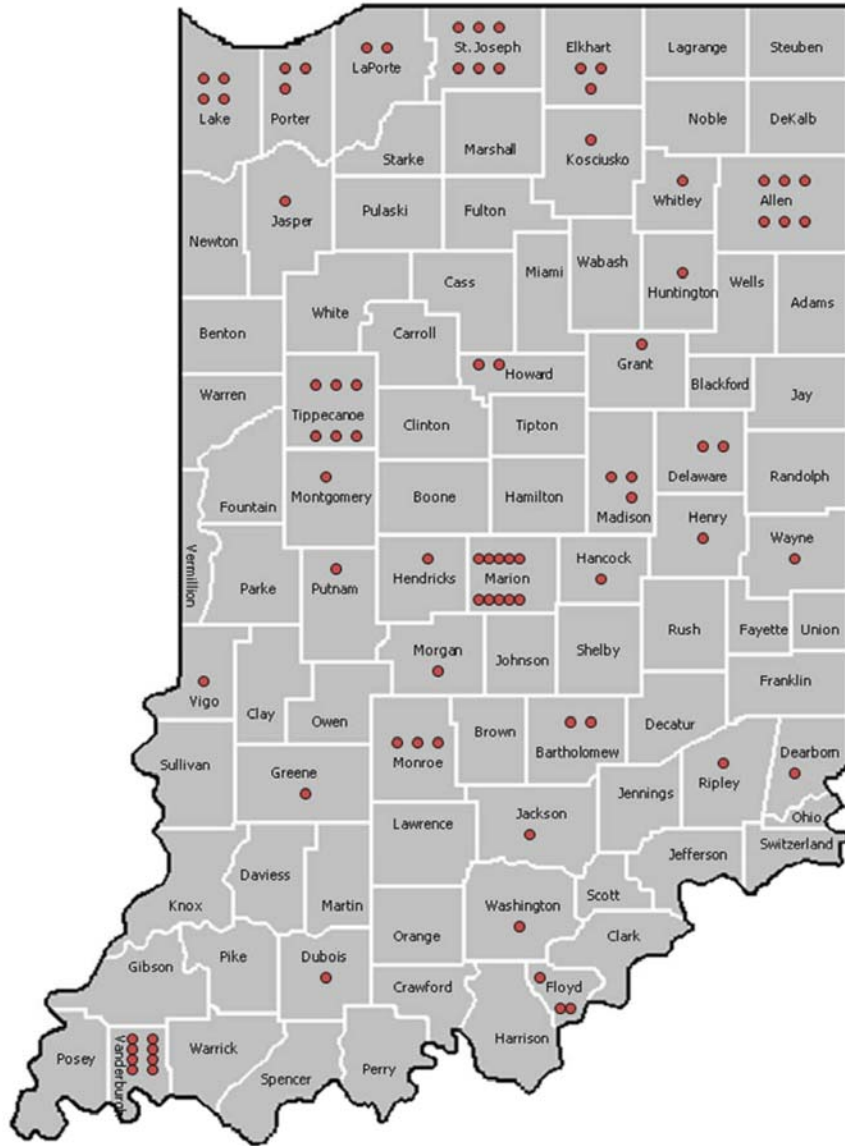 St.Joseph
Elkhart
Lagrange
Steuben
LaPorte
Lake
Porter
Noble
DeKalb
Starke
Marshall
Kosciusko
Whitley
Allen
Jasper
Pulaski
Fulton
Newton
Wabash
Miami
Huntington
Wells
Adams
White
Cass
Benton
Carroll
Grant
Howard
Blackford
Jay
Warren
Tippecanoe
Clinton
Tipton
Delaware
Randolph
Montgomery
Boone
Hamilton
Fountain
Madison
Henry
Wayne
Vermillion
Parke
Putnam
Hendricks
Marion
Hancock
Rush
Fayette
Union
Morgan
Johnson
Shelby
Franklin
Vigo
Clay
Owen
Brown
Decatur
Sullivan
Greene
Monroe
Bartholomew
Dearborn
Ripley
Jennings
Lawrence
Jackson
Ohio
Switzerland
Jefferson
Daviess
Scott
Knox
Martin
Washington
Orange
Clark
Gibson
Pike
Dubois
Crawford
Floyd
Harrison
Posey
Vanderburgh
Warrick
Spencer
Perry